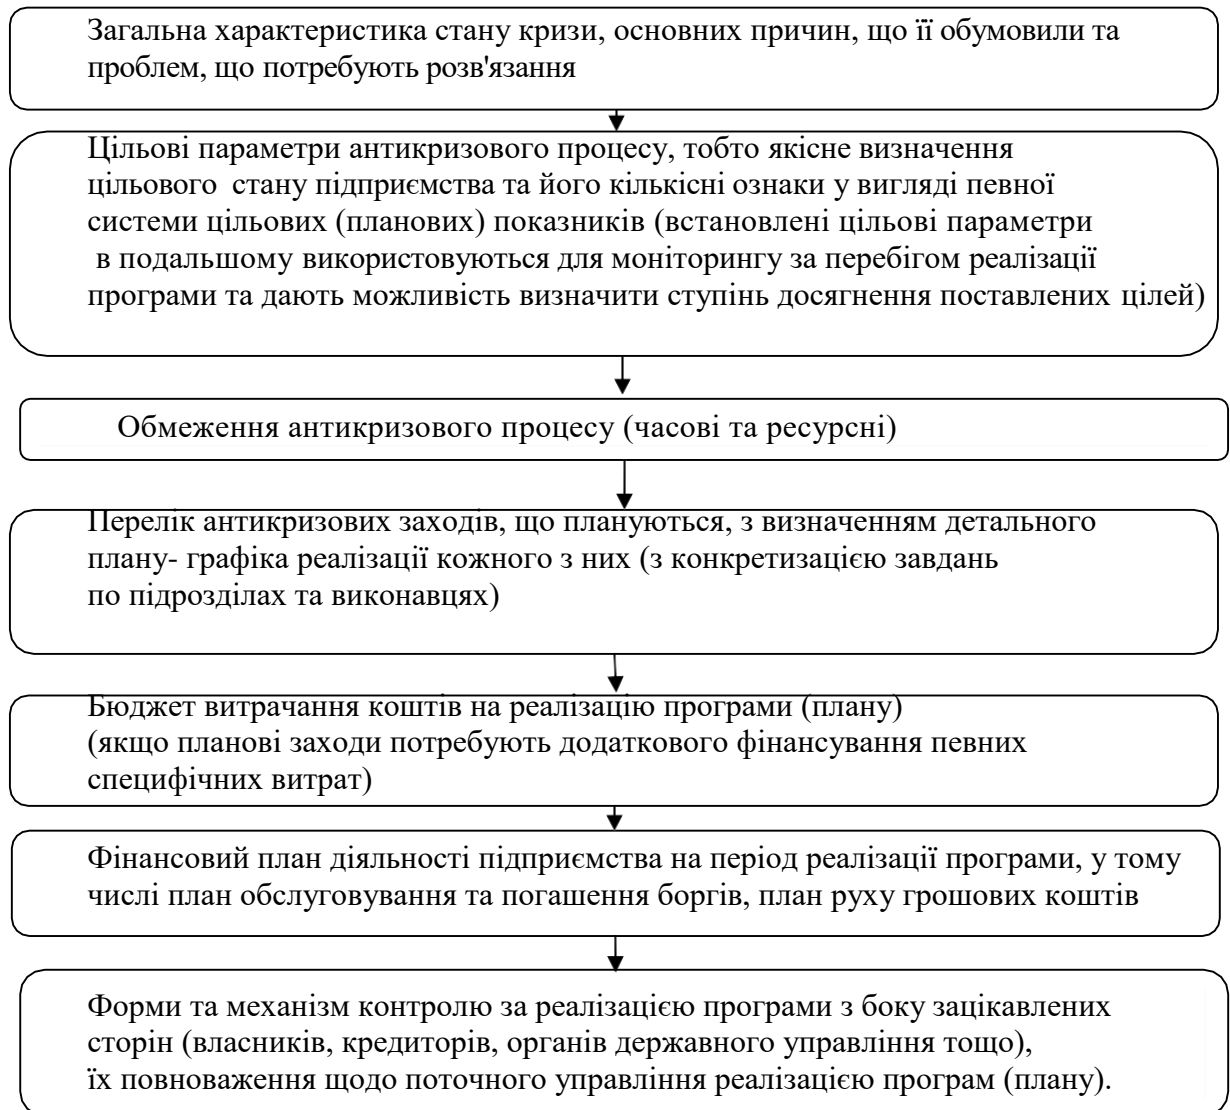 Загальна характеристика стану кризи, основних причин, що її обумовили та
проблем, що потребують розв'язання
Цільові параметри антикризового процесу, тобто якісне визначення
цільового стану підприємства та його кількісні ознаки у вигляді певної
системи цільових (планових) показників (встановлені цільові параметри
в подальшому використовуються для моніторингу за перебігом реалізації
програми та дають можливість визначити ступінь досягнення поставлених цілей)
Обмеження антикризового процесу (часові та ресурсні)
Перелік антикризових заходів, що плануються, з визначенням детального
плану- графіка реалізації кожного з них (з конкретизацією завдань
по підрозділах та виконавцях)
Бюджет витрачання коштів на реалізацію програми (плану)
(якщо планові заходи потребують додаткового фінансування певних
специфічних витрат)
Фінансовий план діяльності підприємства на період реалізації програми, у тому
числі план обслуговування та погашення боргів, план руху грошових коштів
Форми та механізм контролю за реалізацією програми з боку зацікавлених
сторін (власників, кредиторів, органів державного управління тощо),
їх повноваження щодо поточного управління реалізацією програм (плану).